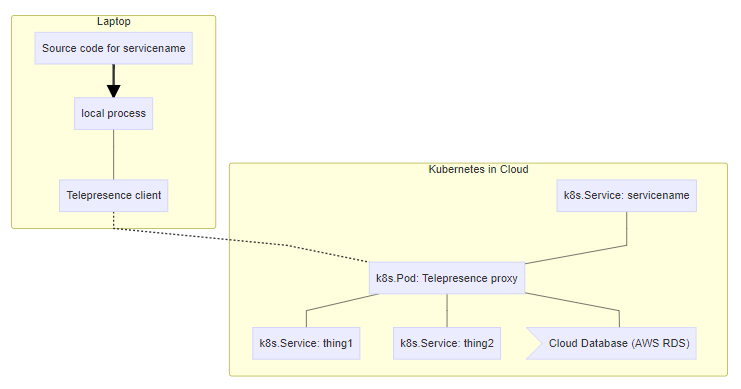 Laptop
Source code for servicename
local process
Telepresence client
Kubernetes in Cloud
k8s.Service: servicename
k8s.Pod: Telepresence proxy
k8s.Service: thing1
k8s.Service: thing2
Cloud Database (AWS RDS)